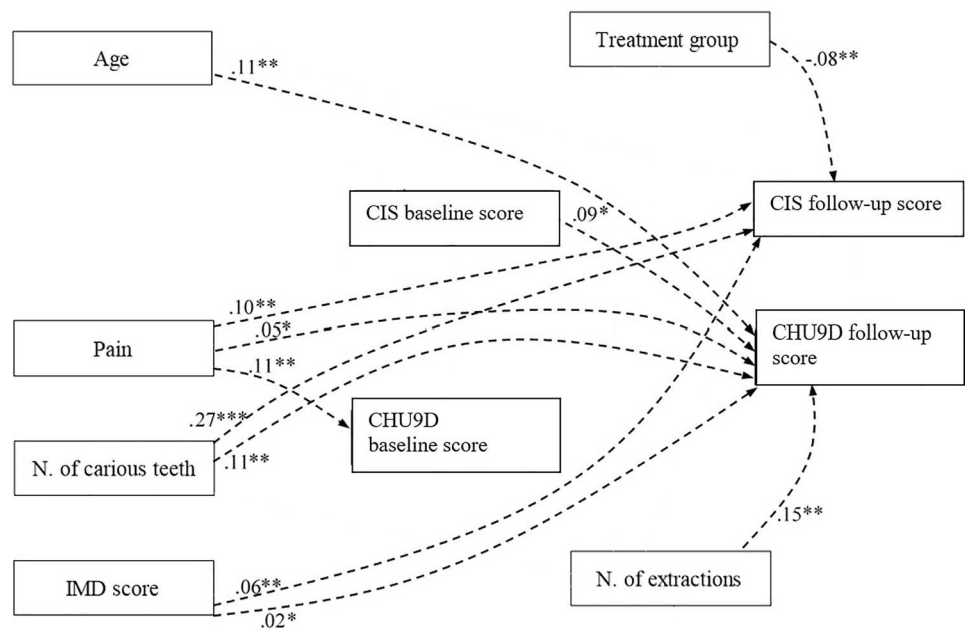 Treatment group
Age
.11**
-.08**
CIS baseline score
.09*
CIS follow-up score
.10**
Pain
.05*
.11**
CHU9D follow-up
score
CHU9D
baseline score
.27***
N. of carious teeth
.11**
IMD score
.06**
.02*
.15**
N. of extractions